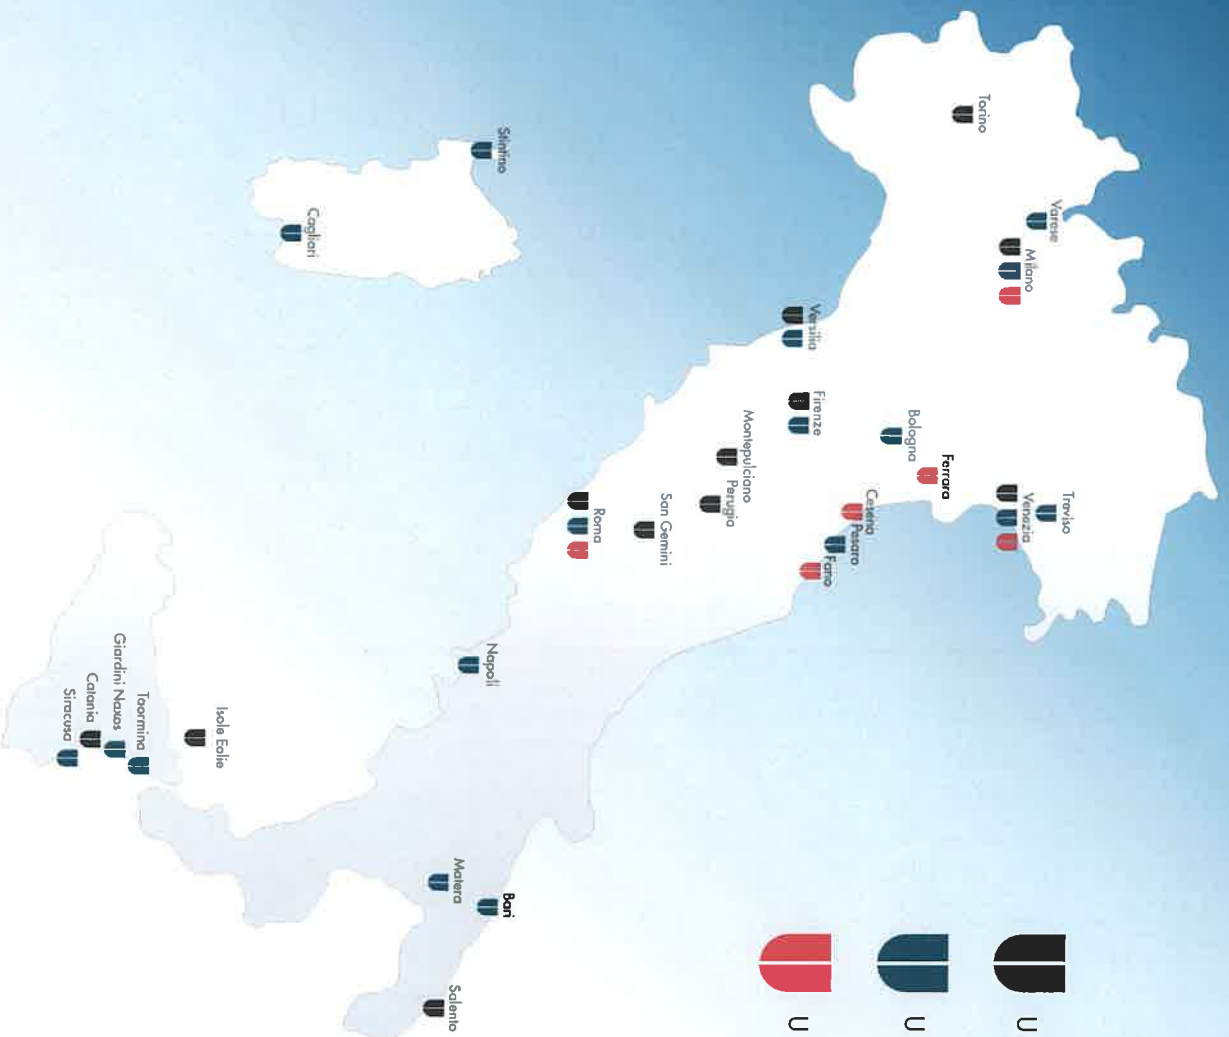 Treviso
Varese
Milano
Venezia
U
Torino
Ferrara
Bologna
U
Cesena
Pesaro
Fano
Firenze
Versilia
U
Montepulciano
Perugia
San Gemini
Roma
Bari
Stintino
Napoli
Matera
Salento
Cagliari
Isole Eolie
Taormina
Giardini Naxos
Catania
Siracusa